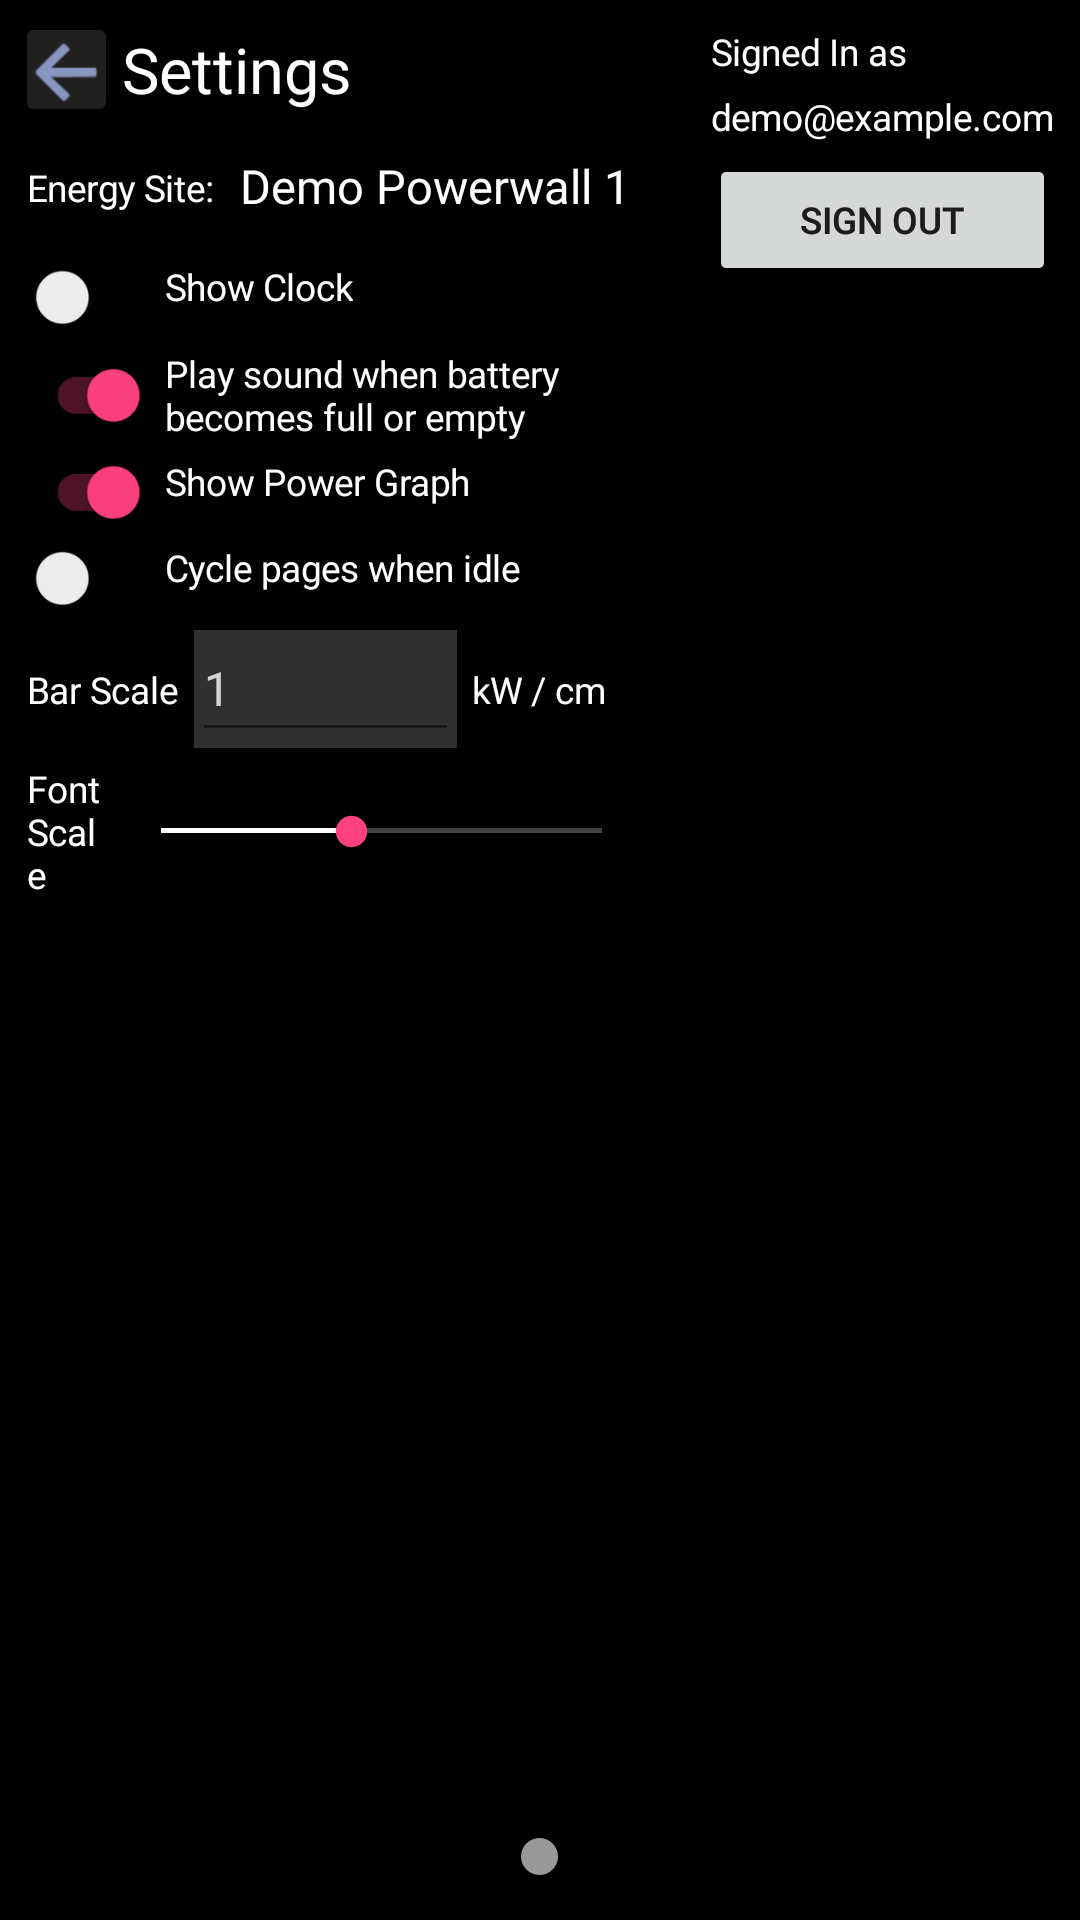 Settings
Signed In as
demo@example.com
Energy Site: Demo Powerwall 1
SIGN OUT
Show Clock
Play sound when battery
becomes full or empty
Show Power Graph
Cycle pages when idle
Bar Scale 1 kW / cm
Font
Scal
e